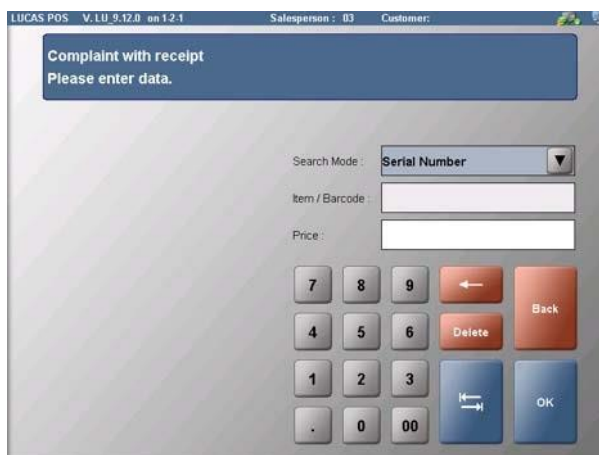 LUCAS POS V. LU_9.12.0 on 1-2-1 Salesperson : 03 Customer:
Complaint with receipt
Please enter data.
Search Mode : Serial Number
Item / Barcode :
Price :
7 8 9
Back
4 5 6 Delete
1 2 3
OK
. 0 00